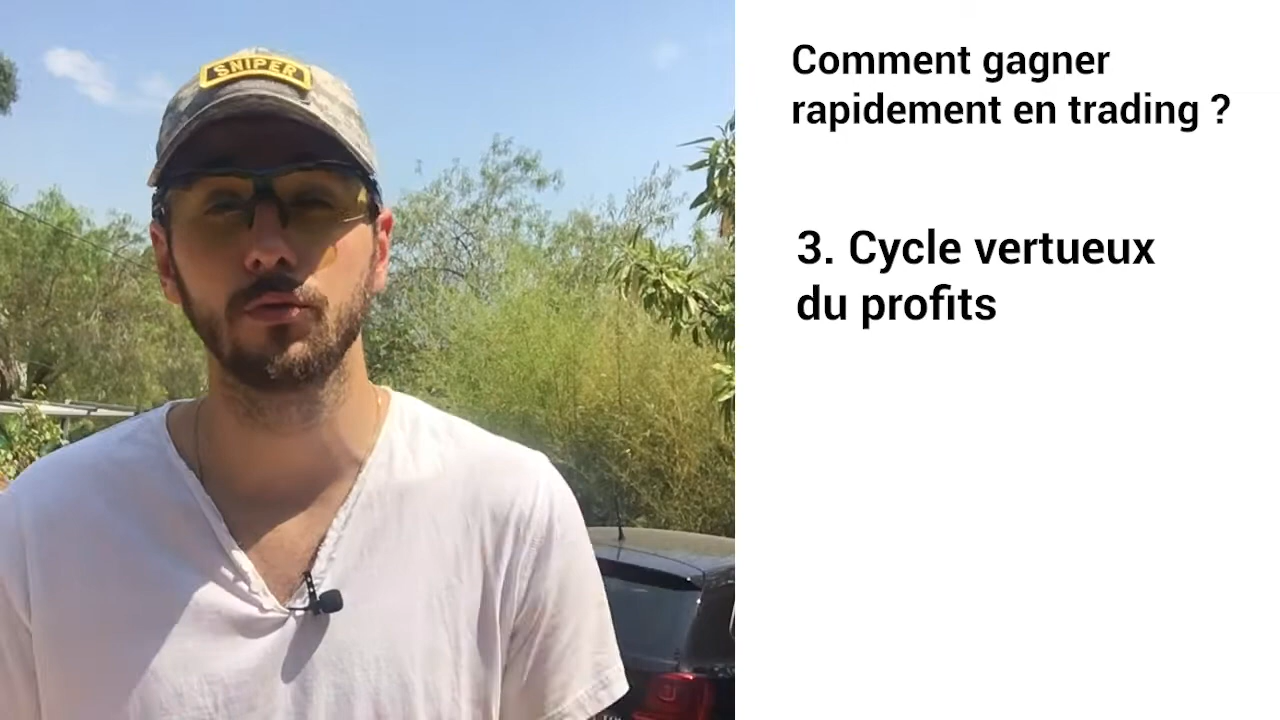 SNIPER
Comment gagner
rapidement en trading ?
3. Cycle vertueux
du profits